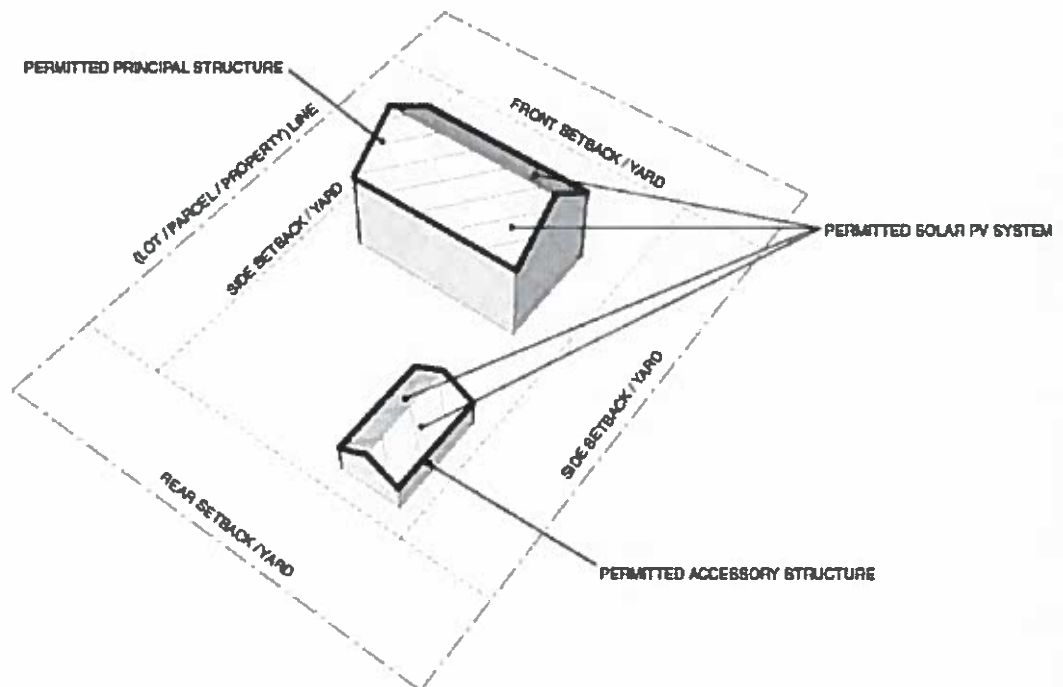 PERMITTED PRINCIPAL STRUCTURE
FRONT SETBACK / YARD
(LOT / PARCEL / PROPERTY) LINE
SIDE SETBACK / YARD
PERMITTED SOLAR PV SYSTEM
SIDE SETBACK / YARD
REAR SETBACK / YARD
PERMITTED ACCESSORY STRUCTURE